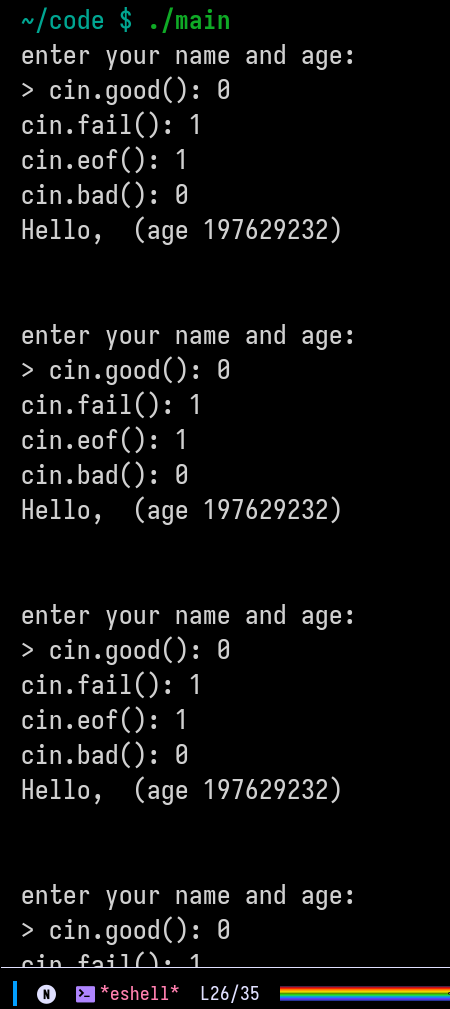 ~/code $ ./main
enter your name and age:
> cin.good(): 0
cin.fail(): 1
cin.eof(): 1
cin.bad(): 0
Hello,  (age 197629232)
enter your name and age:
> cin.good(): 0
cin.fail(): 1
cin.eof(): 1
cin.bad(): 0
Hello,  (age 197629232)
enter your name and age:
> cin.good(): 0
cin.fail(): 1
cin.eof(): 1
cin.bad(): 0
Hello,  (age 197629232)
enter your name and age:
> cin.good(): 0
cin.fail(): 1
N *eshell* L26/35